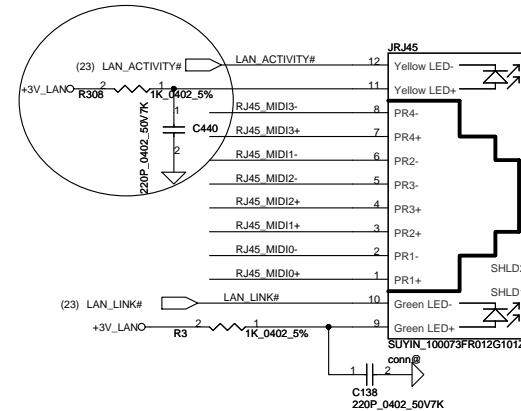 JRJ45
(23) LAN_ACTIVITY# LAN_ACTIVITY# 12 Yellow LED-
+3V_LAN 2 1 11 Yellow LED+
R308 1K_0402_5%
RJ45_MIDI3- 8 PR4-
1
C440
RJ45_MIDI3+ 7 PR4+
2
220P_0402_50V7K
RJ45_MIDI1- 6 PR2-
RJ45_MIDI2- 5 PR3-
RJ45_MIDI2+ 4 PR3+
RJ45_MIDI1+ 3 PR2+
RJ45_MIDI0- 2 PR1-
SHLD2
RJ45_MIDI0+ 1 PR1+
SHLD1
(23) LAN_LINK# LAN_LINK# 10 Green LED-
+3V_LAN 2 1 9 Green LED+
R3 1K_0402_5%
SUYIN_100073FR012G101Z
conn@
1 2
C138
220P_0402_50V7K